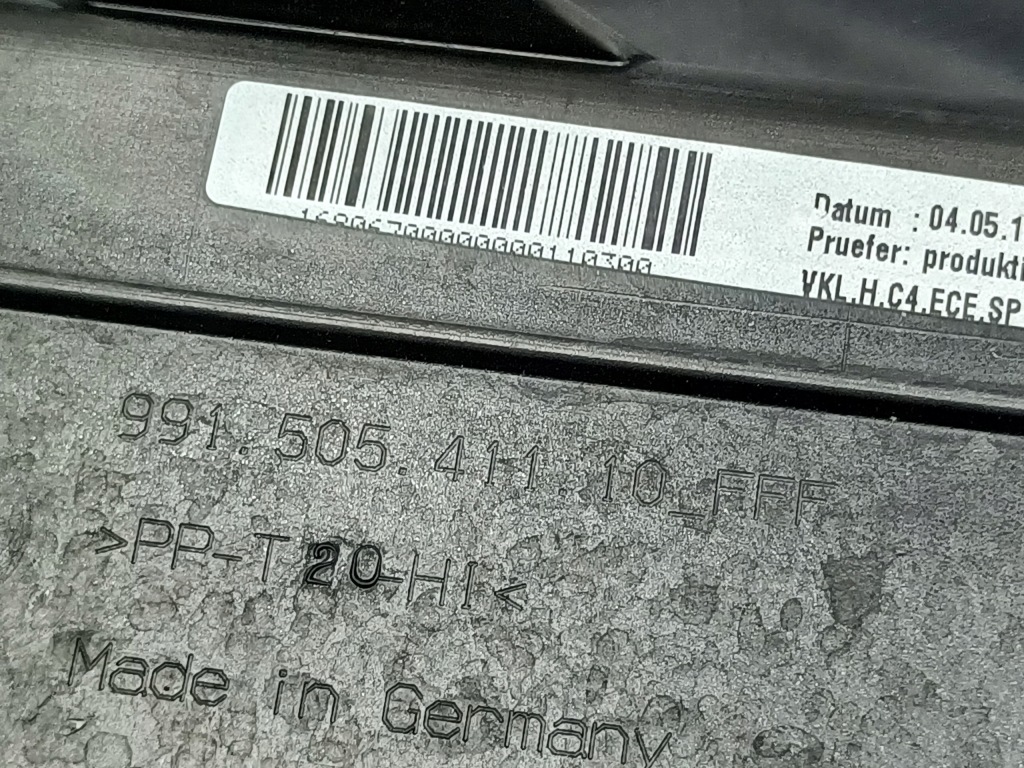 Datum : 04.05.1
Pruefer: produkti
VKL.H.C4.ECE.SP
991.505.411.10_FFF
>PP-T20-HI<
Made in Germany